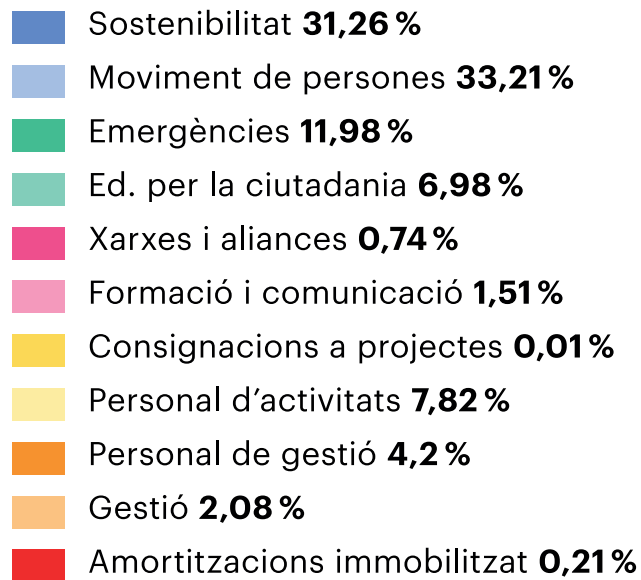 Sostenibilitat 31,26 %
Moviment de persones 33,21 %
Emergències 11,98 %
Ed. per la ciutadania 6,98 %
Xarxes i aliances 0,74 %
Formació i comunicació 1,51 %
Consignacions a projectes 0,01 %
Personal d’activitats 7,82 %
Personal de gestió 4,2 %
Gestió 2,08 %
Amortitzacions immobilitzat 0,21 %